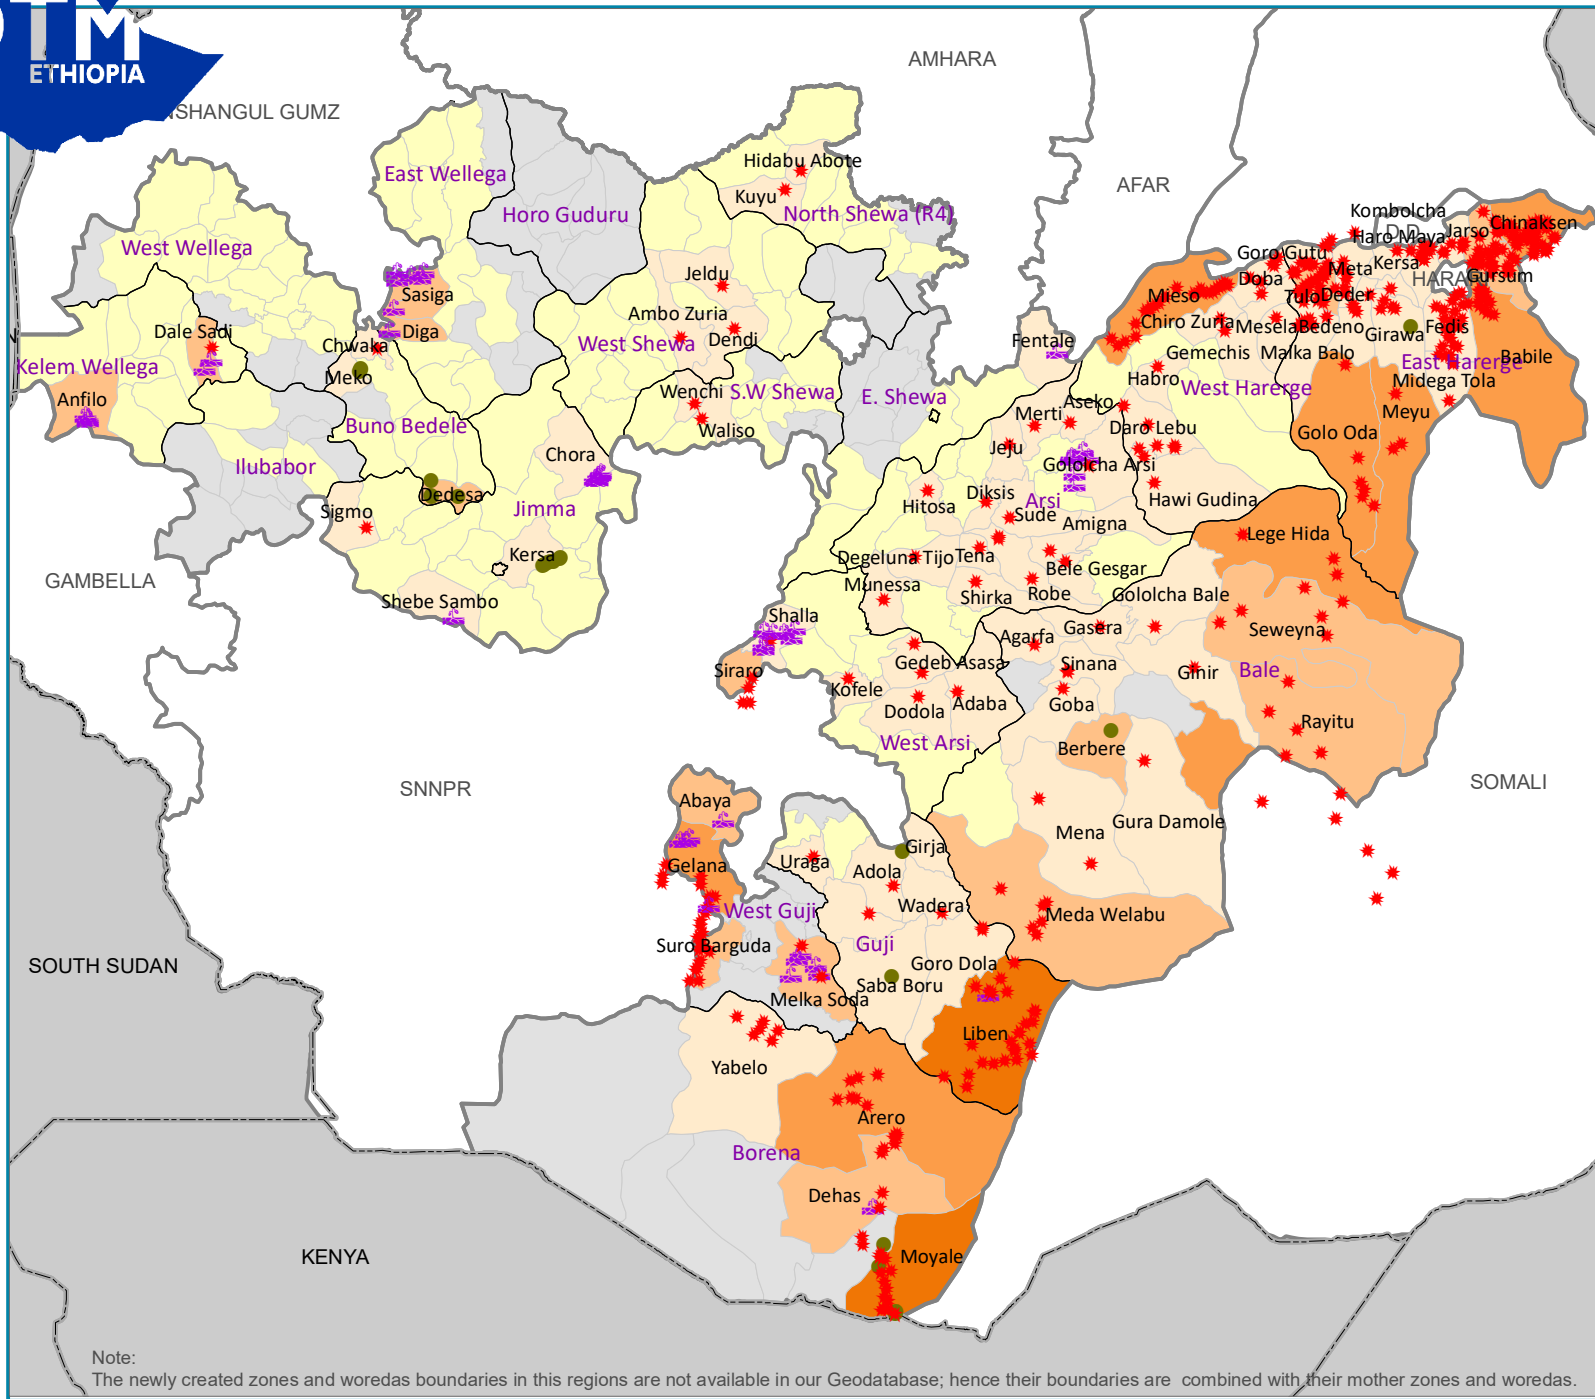 DTM
ETHIOPIA
AMHARA
NSHANGUL GUMZ
AFAR
East Wellega
Hidabu Abote
Kuyu
North Shewa (R4)
Horo Guduru
West Wellega
Kombolcha
D.D
Haro Maya
Jarso
Chinaksen
Goro Gutu
Meta
Kersa
HARARI
Gursum
Doba
Jeldu
Sasiga
Mieso
Tulo
Deder
Ambo Zuria
Dale Sadi
Diga
Chwaka
West Shewa
Dendi
Fentale
Chiro Zuria
Mesela
Bedeno
Girawa
Fedis
Kelem Wellega
Meko
Gemechis
Malka Balo
East Harerge
Babile
Habro
West Harerge
Midega Tola
Anfilo
Wenchi
S.W Shewa
E. Shewa
Merti
Aseko
Meyu
Buno Bedele
Waliso
Jeju
Daro Lebu
Golo Oda
Ilubabor
Chora
Gololcha Arsi
Dedesa
Diksis
Arsi
Hawi Gudina
Sigmo
Jimma
Hitosa
Sude
Amigna
Lege Hida
Kersa
Degeluna Tijo
Tena
Bele Gesgar
GAMBELLA
Munessa
Shirka
Robe
Gololcha Bale
Shebe Sambo
Shalla
Agarfa
Gasera
Seweyna
Siraro
Gedeb Asasa
Sinana
Ginir
Bale
Kofele
Dodola
Adaba
Goba
Rayitu
West Arsi
Berbere
SNNPR
SOMALI
Abaya
Mena
Gura Damole
Gelana
Uraga
Adola
Girja
West Guji
Wadera
Meda Welabu
Suro Barguda
Guji
SOUTH SUDAN
Goro Dola
Melka Soda
Saba Boru
Liben
Yabelo
Arero
Borena
Dehas
KENYA
Moyale
Note:
The newly created zones and woredas boundaries in this regions are not available in our Geodatabase; hence their boundaries are combined with their mother zones and woredas.